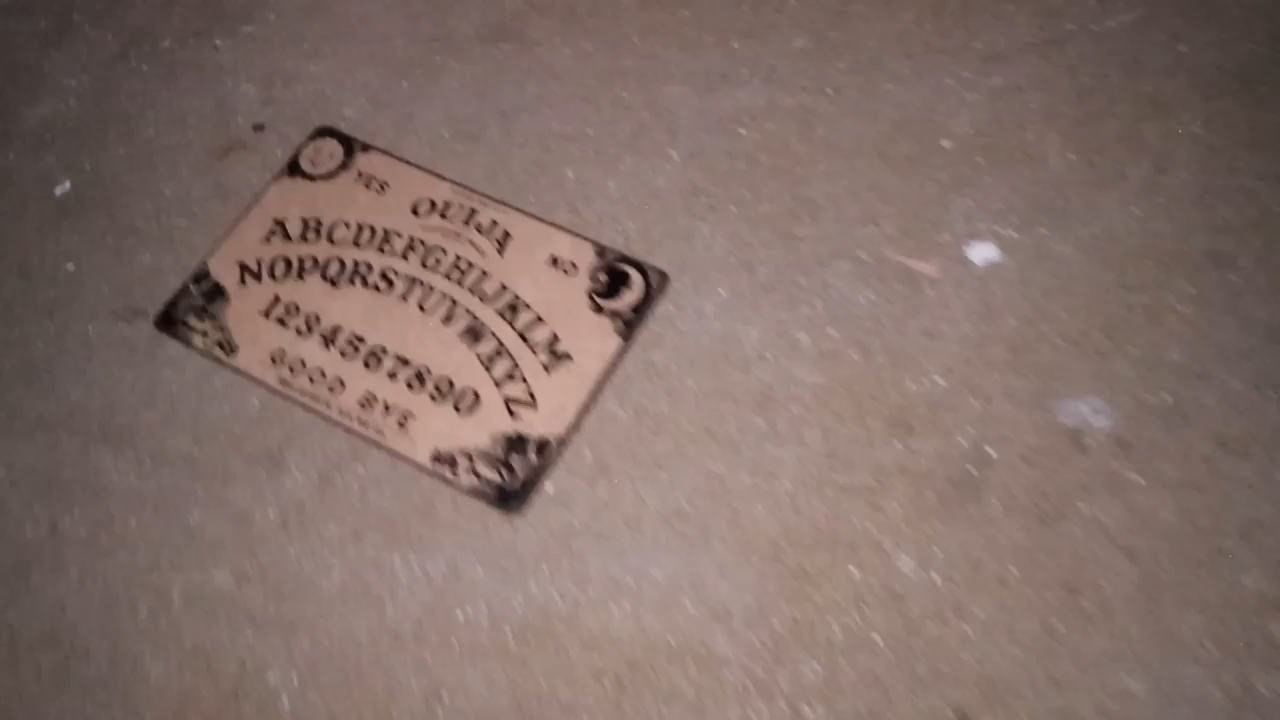 YES OUIJA NO
ABCDEFGHIJKLM
NOPQRSTUVWXYZ
1234567890
GOOD BYE